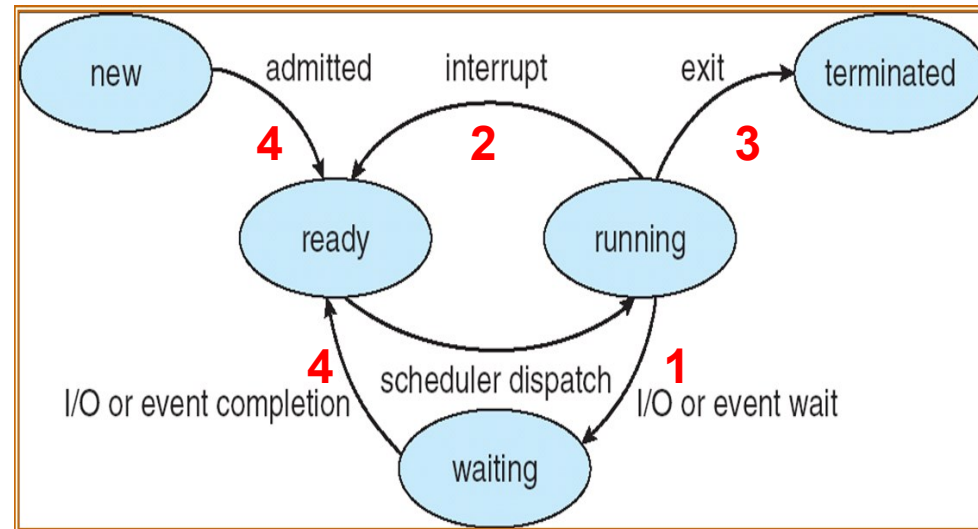 new
admitted
interrupt
exit
terminated
4
2
3
ready
running
4
scheduler dispatch
1
I/O or event completion
I/O or event wait
waiting